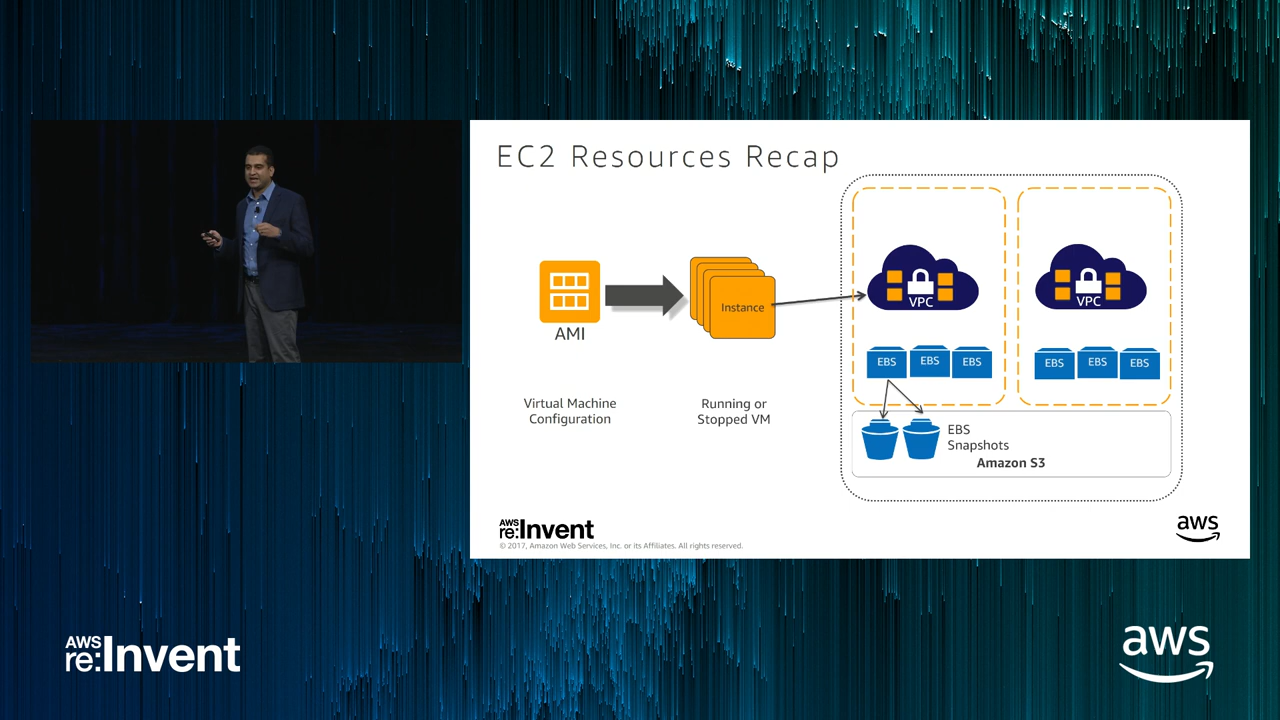 EC2 Resources Recap
AMI
Instance
VPC
VPC
EBS
EBS
EBS
EBS
EBS
EBS
Virtual Machine
Configuration
Running or
Stopped VM
EBS
Snapshots
Amazon S3
AWS
re:Invent
© 2017, Amazon Web Services, Inc. or its Affiliates. All rights reserved.
aws
AWS
re:Invent
aws